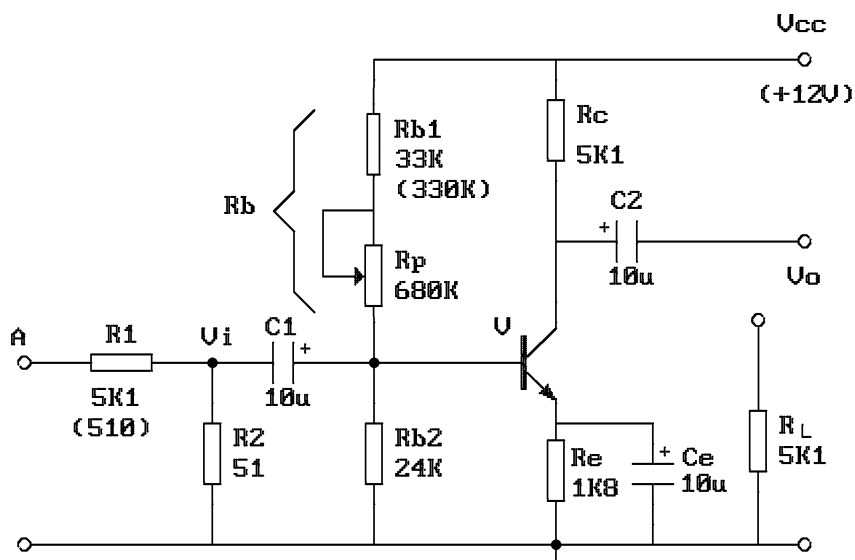 Vcc
(+12V)
Rb1
33K
(330K)
Rc
5K1
Rb
C2
+
10u
Vo
Rp
680K
A
R1
5K1
(510)
Vi
C1
+
10u
V
R2
51
Rb2
24K
Re
1K8
+
Ce
10u
RL
5K1